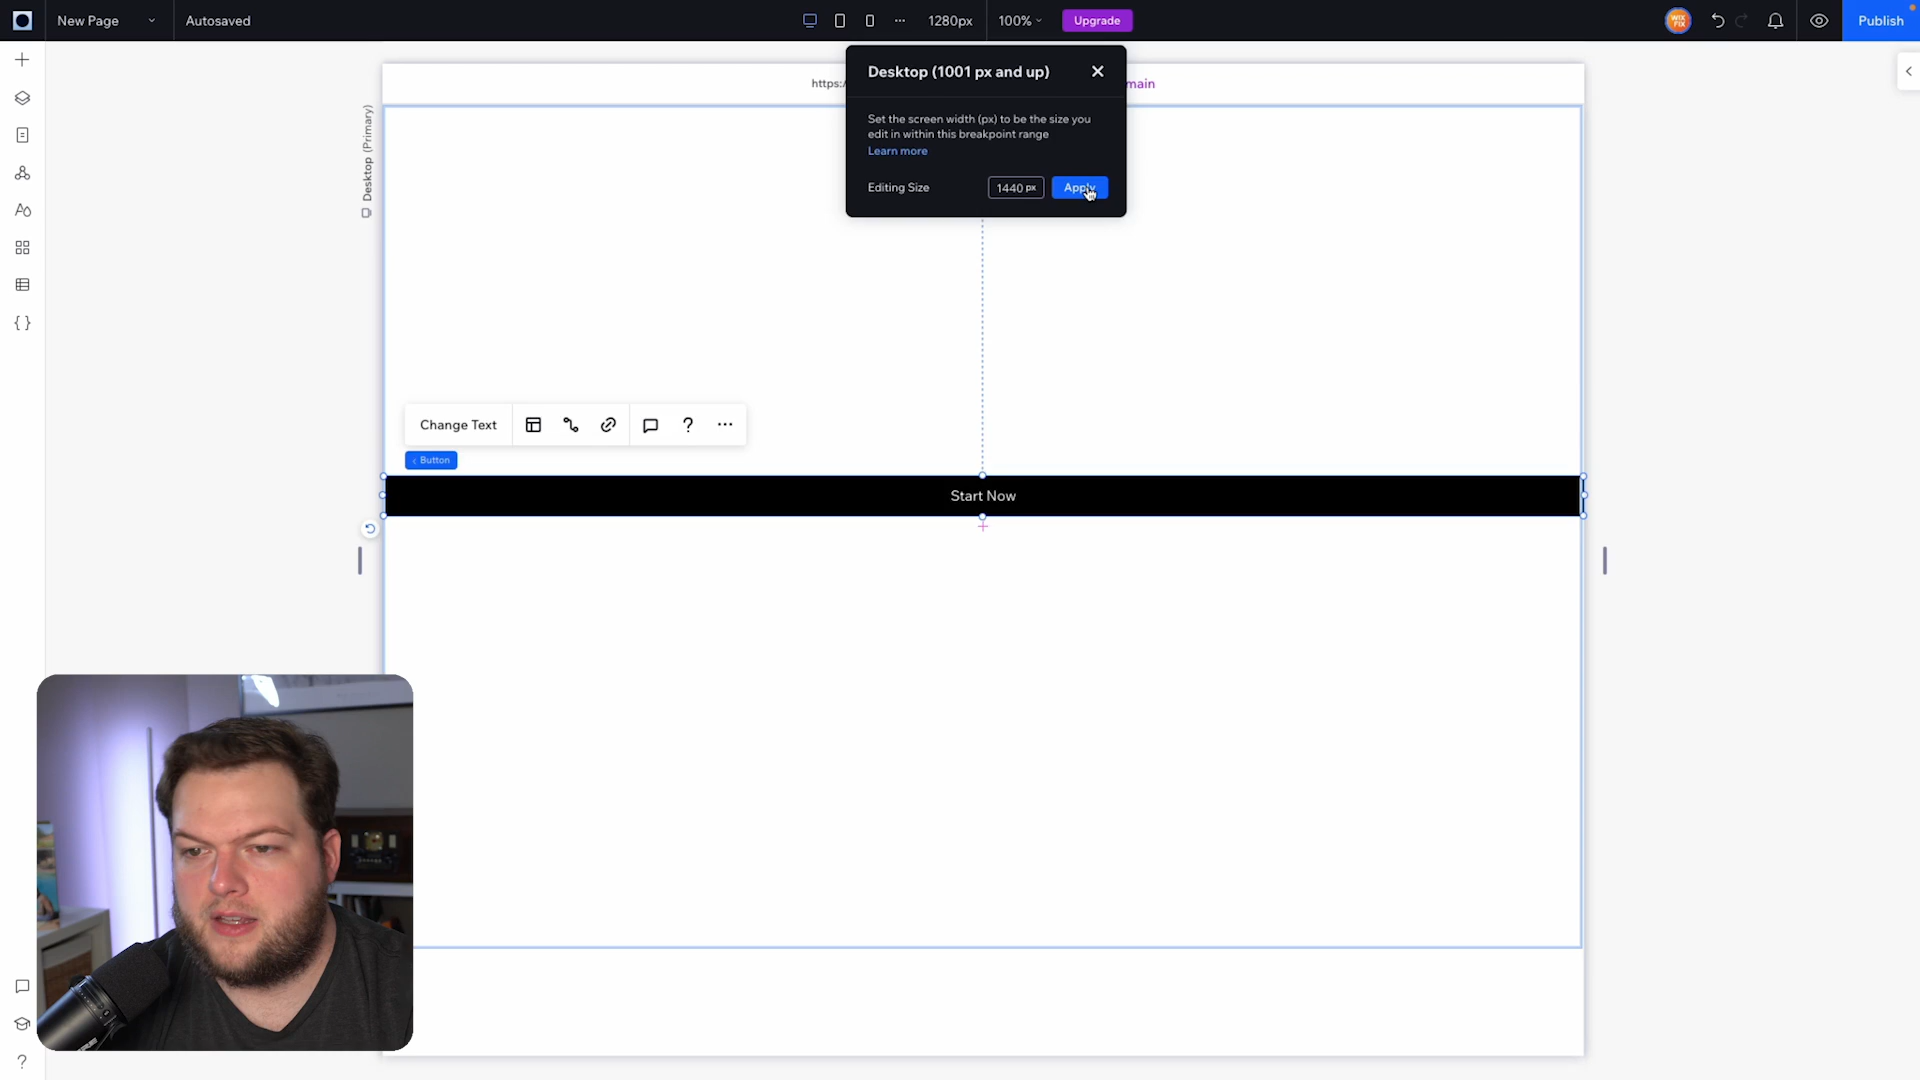 New Page
Autosaved
1280px
100%
Upgrade
WIX FIX
Publish
Desktop (1001 px and up)
https:/
main
Set the screen width (px) to be the size you
edit in within this breakpoint range
Learn more
Editing Size
1440 px
Apply
Desktop (Primary)
Change Text
?
< Button
Start Now
?